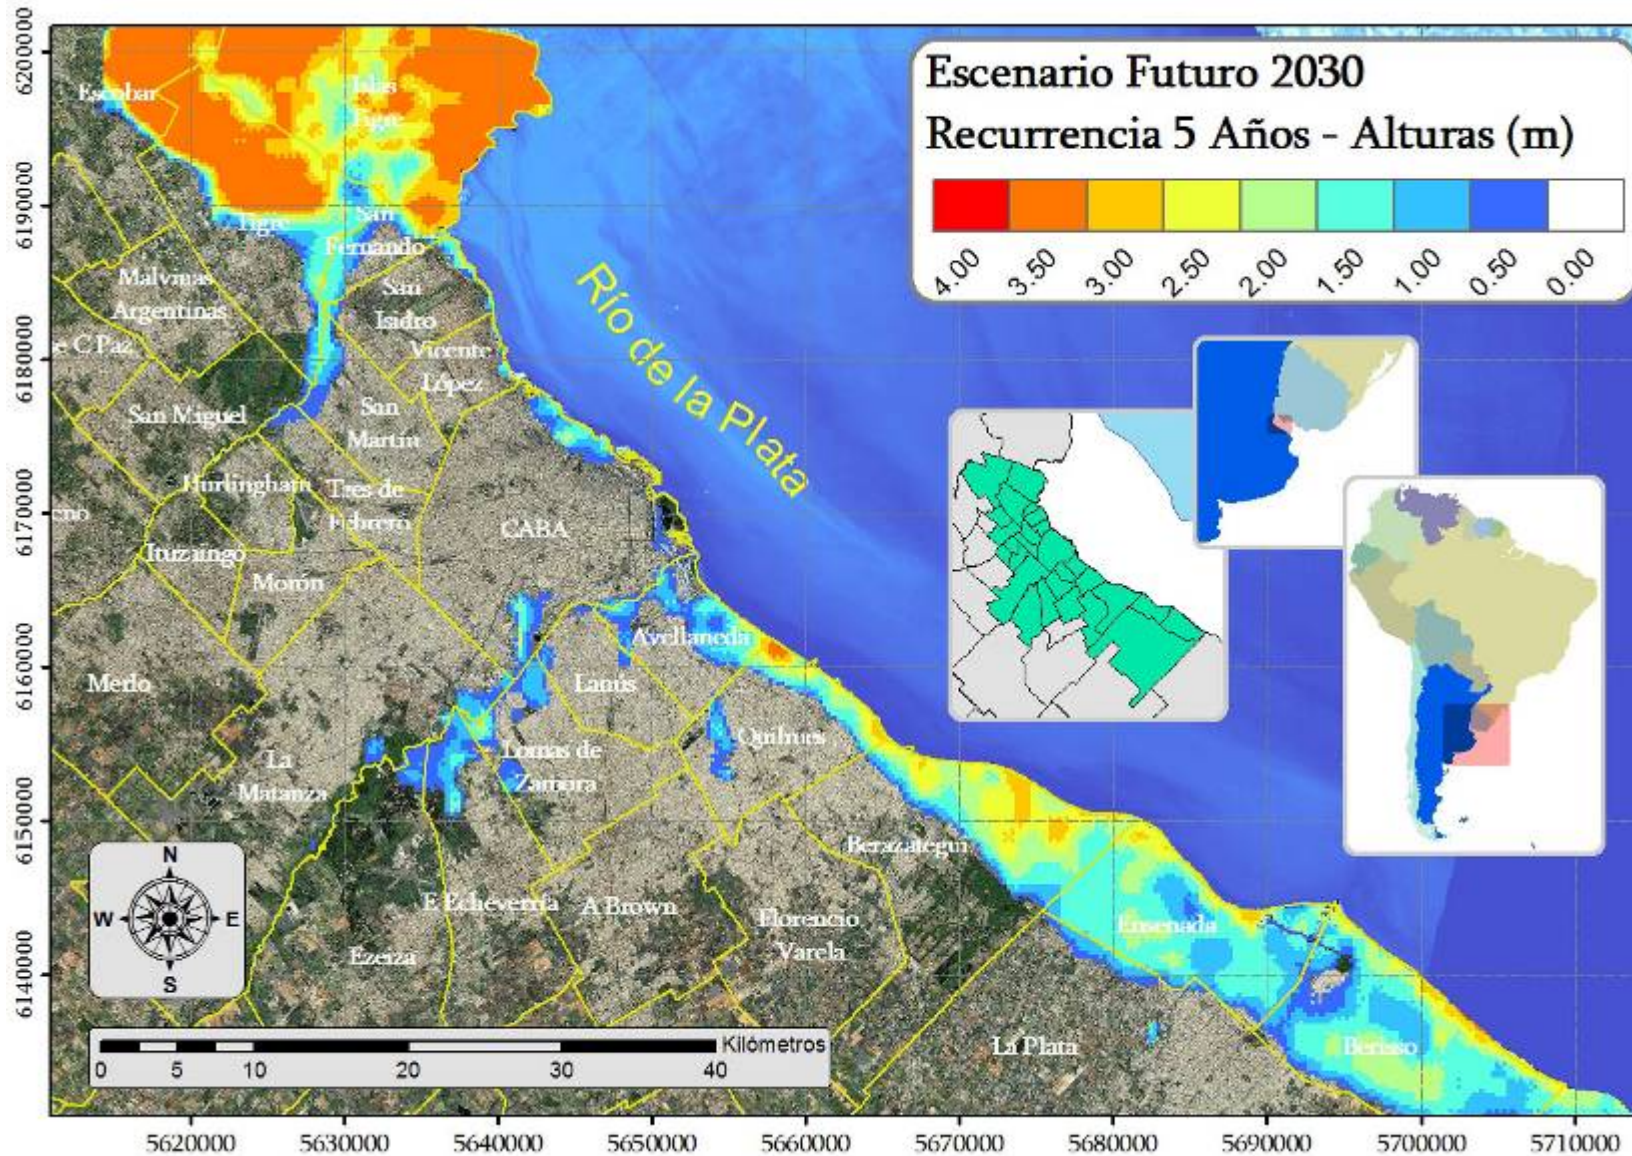 Escenario Futuro 2030
Recurrencia 5 Años - Alturas (m)
4.00
3.50
3.00
2.50
2.00
1.50
1.00
0.50
0.00
6200000
6190000
6180000
6170000
6160000
6150000
6140000
Escobar
Islas
Tigre
Tigre
San
Fernando
Malvinas
Argentinas
San
Isidro
e C Paz
Vicente
López
San Miguel
San
Martín
Río de la Plata
Hurlingham
Tres de
Febrero
eno
CABA
Ituzaingó
Morón
Avellaneda
Merlo
Lanús
Quilmes
La
Matanza
Lomas de
Zamora
Berazategui
E Echeverría
A Brown
Florencio
Varela
Ensenada
Ezeiza
La Plata
Berisso
N
W
E
S
Kilómetros
0 5 10 20 30 40
5620000 5630000 5640000 5650000 5660000 5670000 5680000 5690000 5700000 5710000